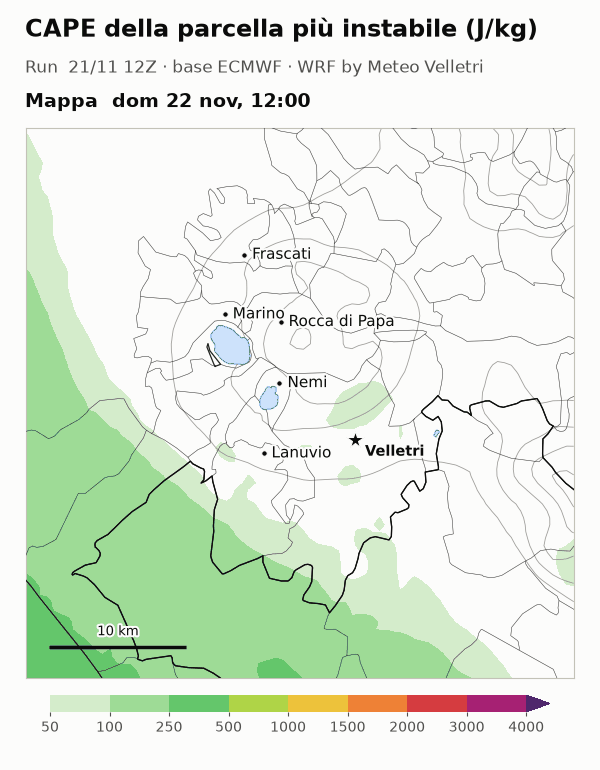 CAPE della parcella più instabile (J/kg)
Run  21/11 12Z · base ECMWF · WRF by Meteo Velletri
Mappa  dom 22 nov, 12:00
Frascati
Marino
Rocca di Papa
Nemi
Velletri
Lanuvio
10 km
50 100 250 500 1000 1500 2000 3000 4000